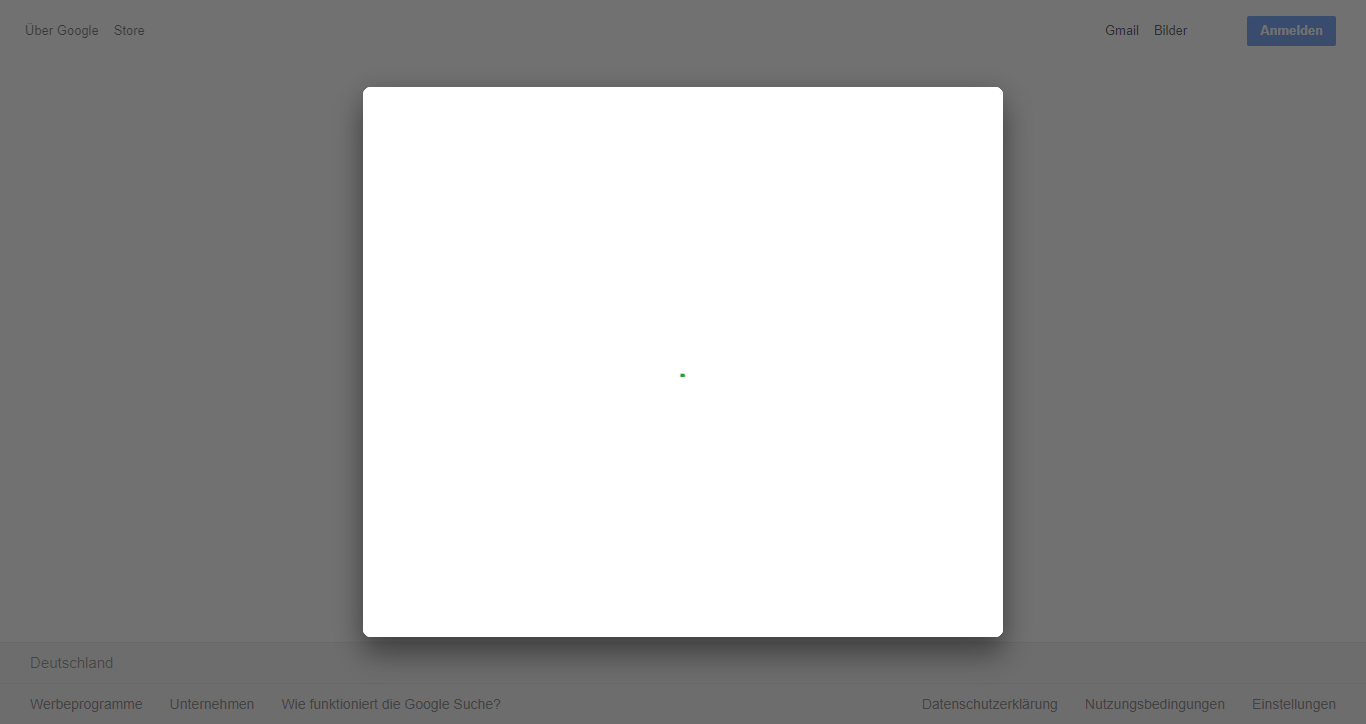 Über Google Store Gmail Bilder Anmelden
Deutschland
Werbeprogramme Unternehmen Wie funktioniert die Google Suche? Datenschutzerklärung Nutzungsbedingungen Einstellungen